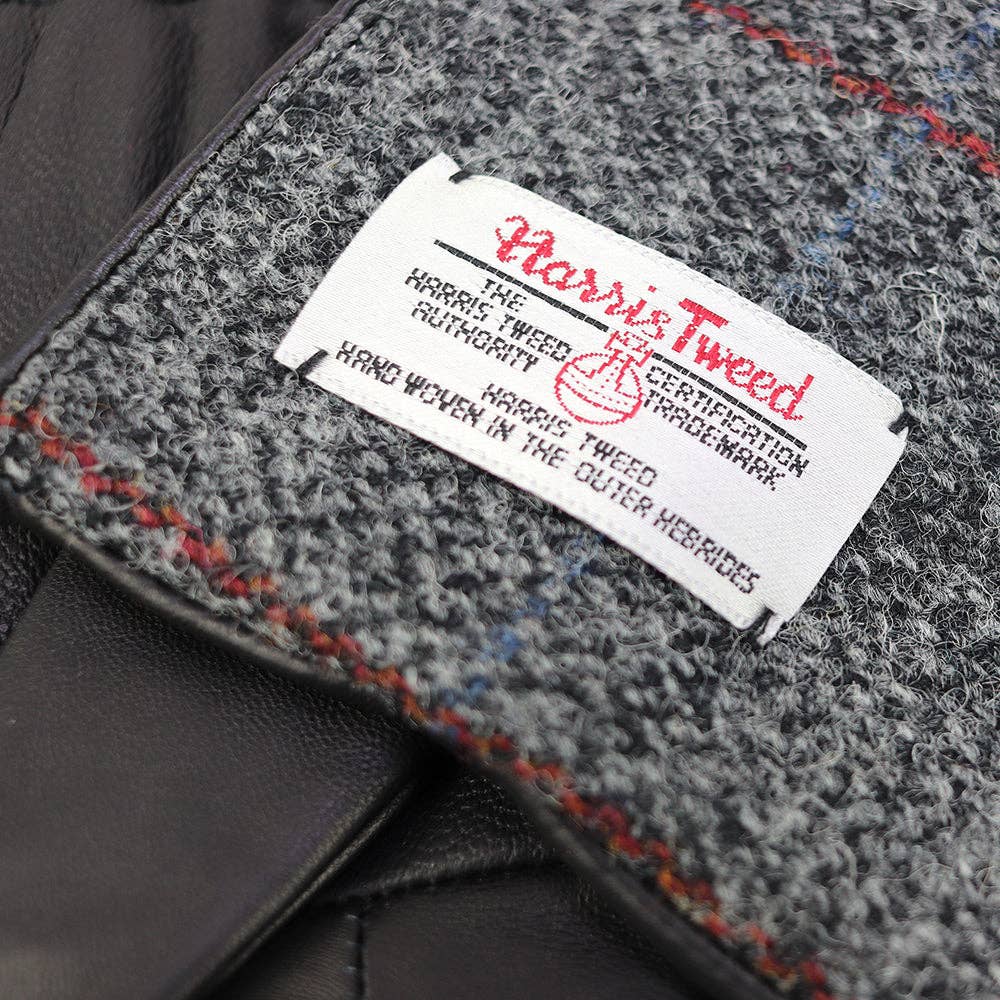 Harris Tweed
THE
HARRIS TWEED
AUTHORITY
CERTIFICATION
TRADEMARK
HARRIS TWEED
HAND WOVEN IN THE OUTER HEBRIDES